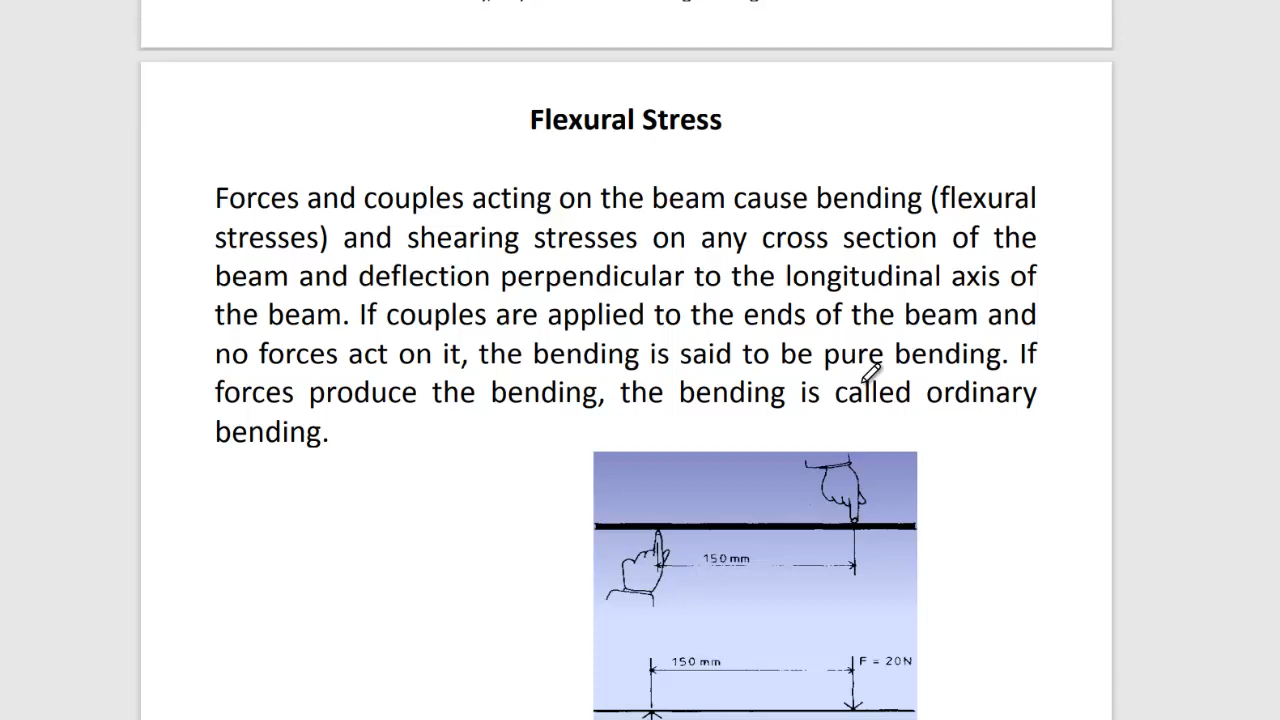 Flexural Stress
Forces and couples acting on the beam cause bending (flexural
stresses) and shearing stresses on any cross section of the
beam and deflection perpendicular to the longitudinal axis of
the beam. If couples are applied to the ends of the beam and
no forces act on it, the bending is said to be pure bending. If
forces produce the bending, the bending is called ordinary
bending.
150 mm
150 mm
F = 20N